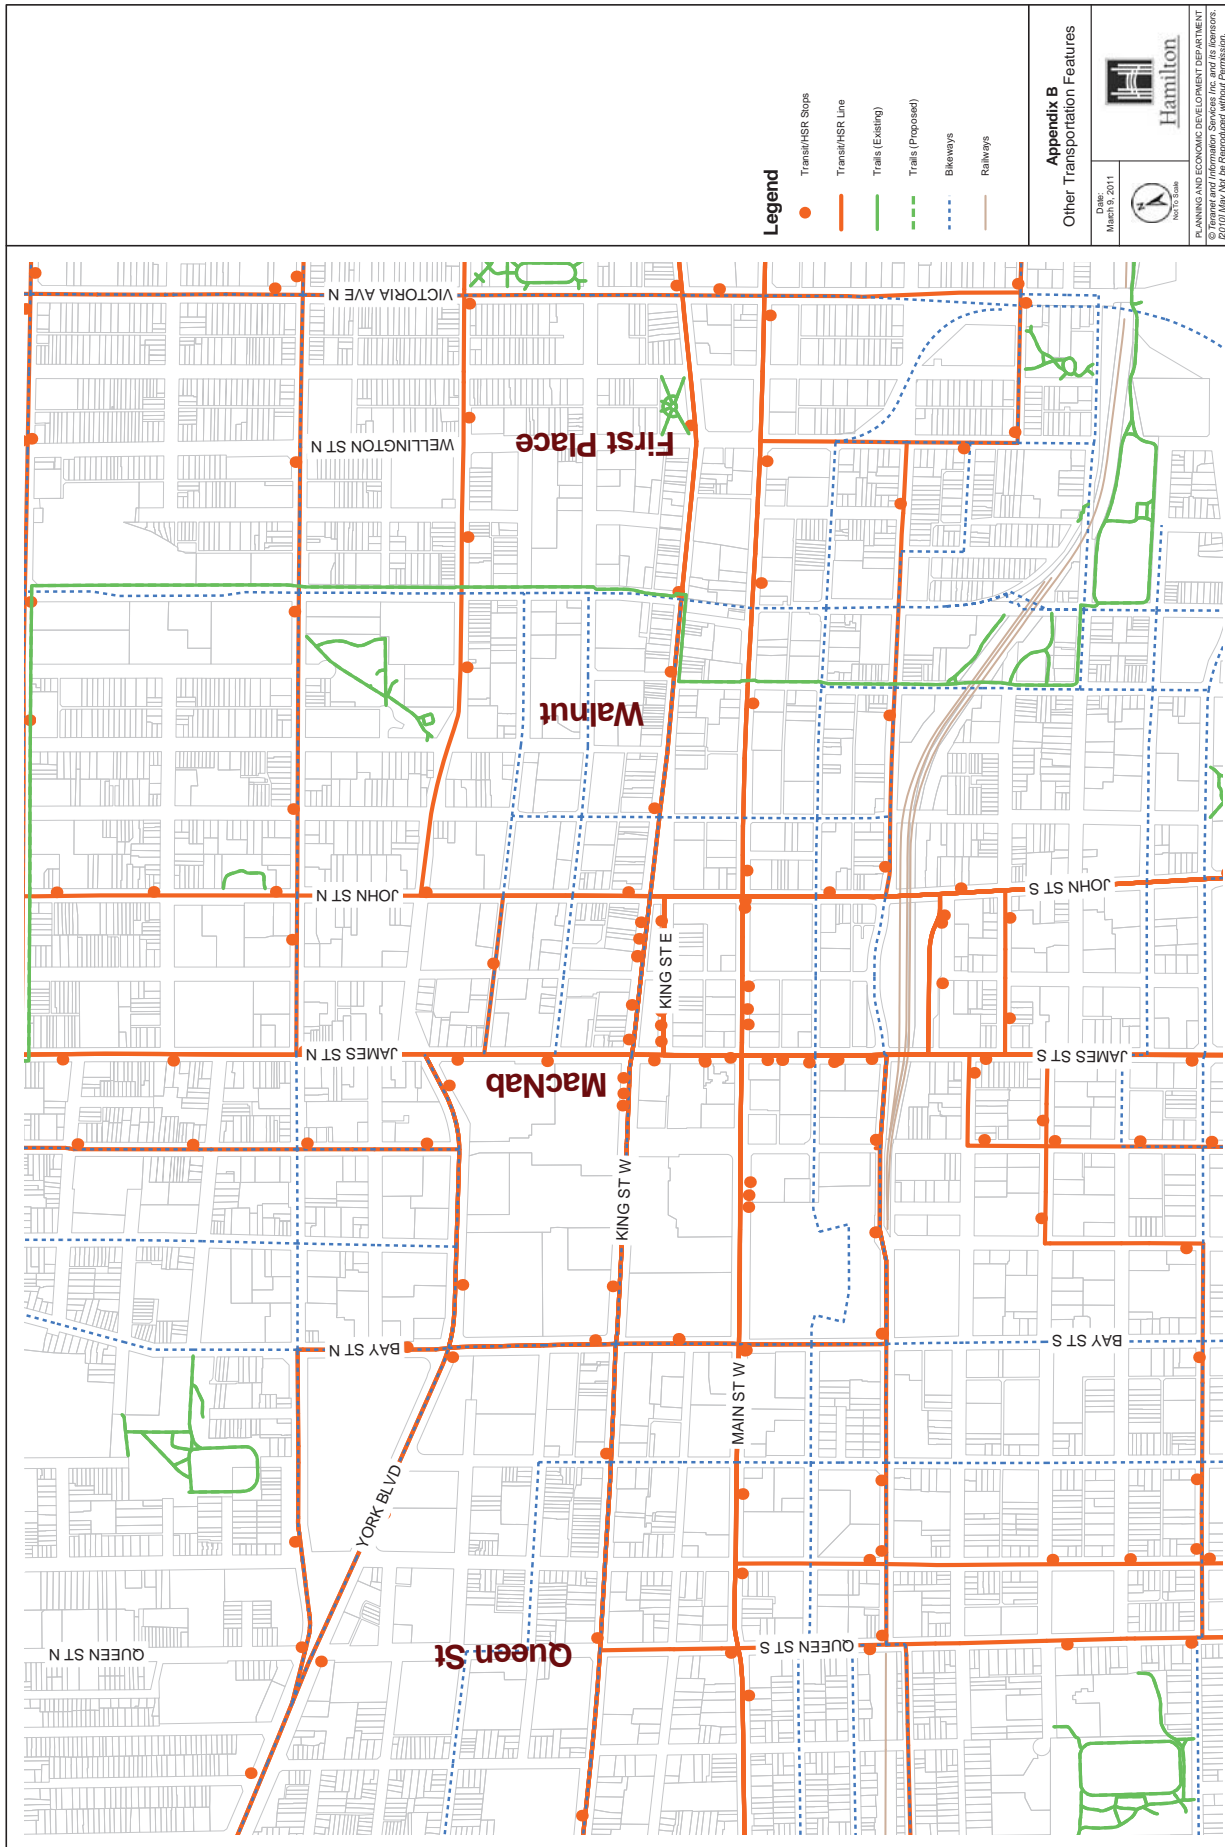 Legend
Transit/HSR Stops
Transit/HSR Line
Trails (Existing)
Trails (Proposed)
Bikeways
Railways
Appendix B
Other Transportation Features
Date:
March 9, 2011
N
Not To Scale
Hamilton
PLANNING AND ECONOMIC DEVELOPMENT DEPARTMENT
© Teranet and Information Services Inc. and its licensors.
[2010] May Not be Reproduced without Permission.
VICTORIA AVE N
WELLINGTON ST N
First Place
Walnut
JOHN ST N
JOHN ST S
KING ST E
JAMES ST N
JAMES ST S
MacNab
KING ST W
BAY ST N
BAY ST S
MAIN ST W
YORK BLVD
QUEEN ST N
Queen St
QUEEN ST S